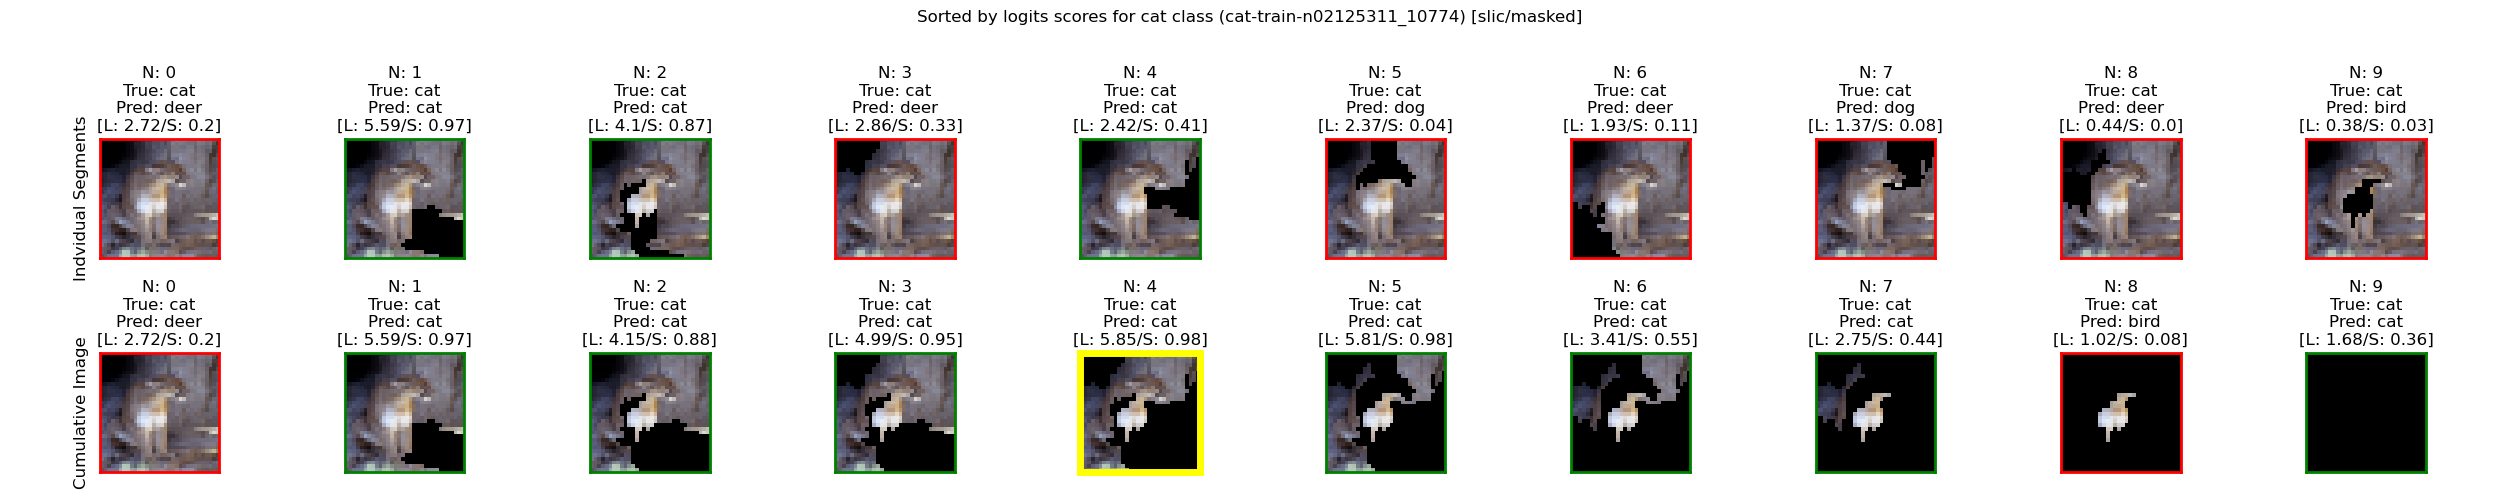 Sorted by logits scores for cat class (cat-train-n02125311_10774) [slic/masked]
Indvidual Segments
N: 0
True: cat
Pred: deer
[L: 2.72/S: 0.2]
N: 1
True: cat
Pred: cat
[L: 5.59/S: 0.97]
N: 2
True: cat
Pred: cat
[L: 4.1/S: 0.87]
N: 3
True: cat
Pred: deer
[L: 2.86/S: 0.33]
N: 4
True: cat
Pred: cat
[L: 2.42/S: 0.41]
N: 5
True: cat
Pred: dog
[L: 2.37/S: 0.04]
N: 6
True: cat
Pred: deer
[L: 1.93/S: 0.11]
N: 7
True: cat
Pred: dog
[L: 1.37/S: 0.08]
N: 8
True: cat
Pred: deer
[L: 0.44/S: 0.0]
N: 9
True: cat
Pred: bird
[L: 0.38/S: 0.03]
Cumulative Image
N: 0
True: cat
Pred: deer
[L: 2.72/S: 0.2]
N: 1
True: cat
Pred: cat
[L: 5.59/S: 0.97]
N: 2
True: cat
Pred: cat
[L: 4.15/S: 0.88]
N: 3
True: cat
Pred: cat
[L: 4.99/S: 0.95]
N: 4
True: cat
Pred: cat
[L: 5.85/S: 0.98]
N: 5
True: cat
Pred: cat
[L: 5.81/S: 0.98]
N: 6
True: cat
Pred: cat
[L: 3.41/S: 0.55]
N: 7
True: cat
Pred: cat
[L: 2.75/S: 0.44]
N: 8
True: cat
Pred: bird
[L: 1.02/S: 0.08]
N: 9
True: cat
Pred: cat
[L: 1.68/S: 0.36]